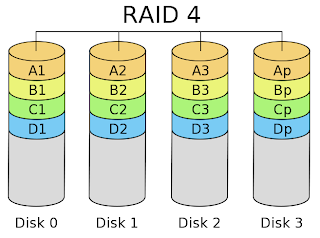 RAID 4
A1 A2 A3 Ap
B1 B2 B3 Bp
C1 C2 C3 Cp
D1 D2 D3 Dp
Disk 0 Disk 1 Disk 2 Disk 3